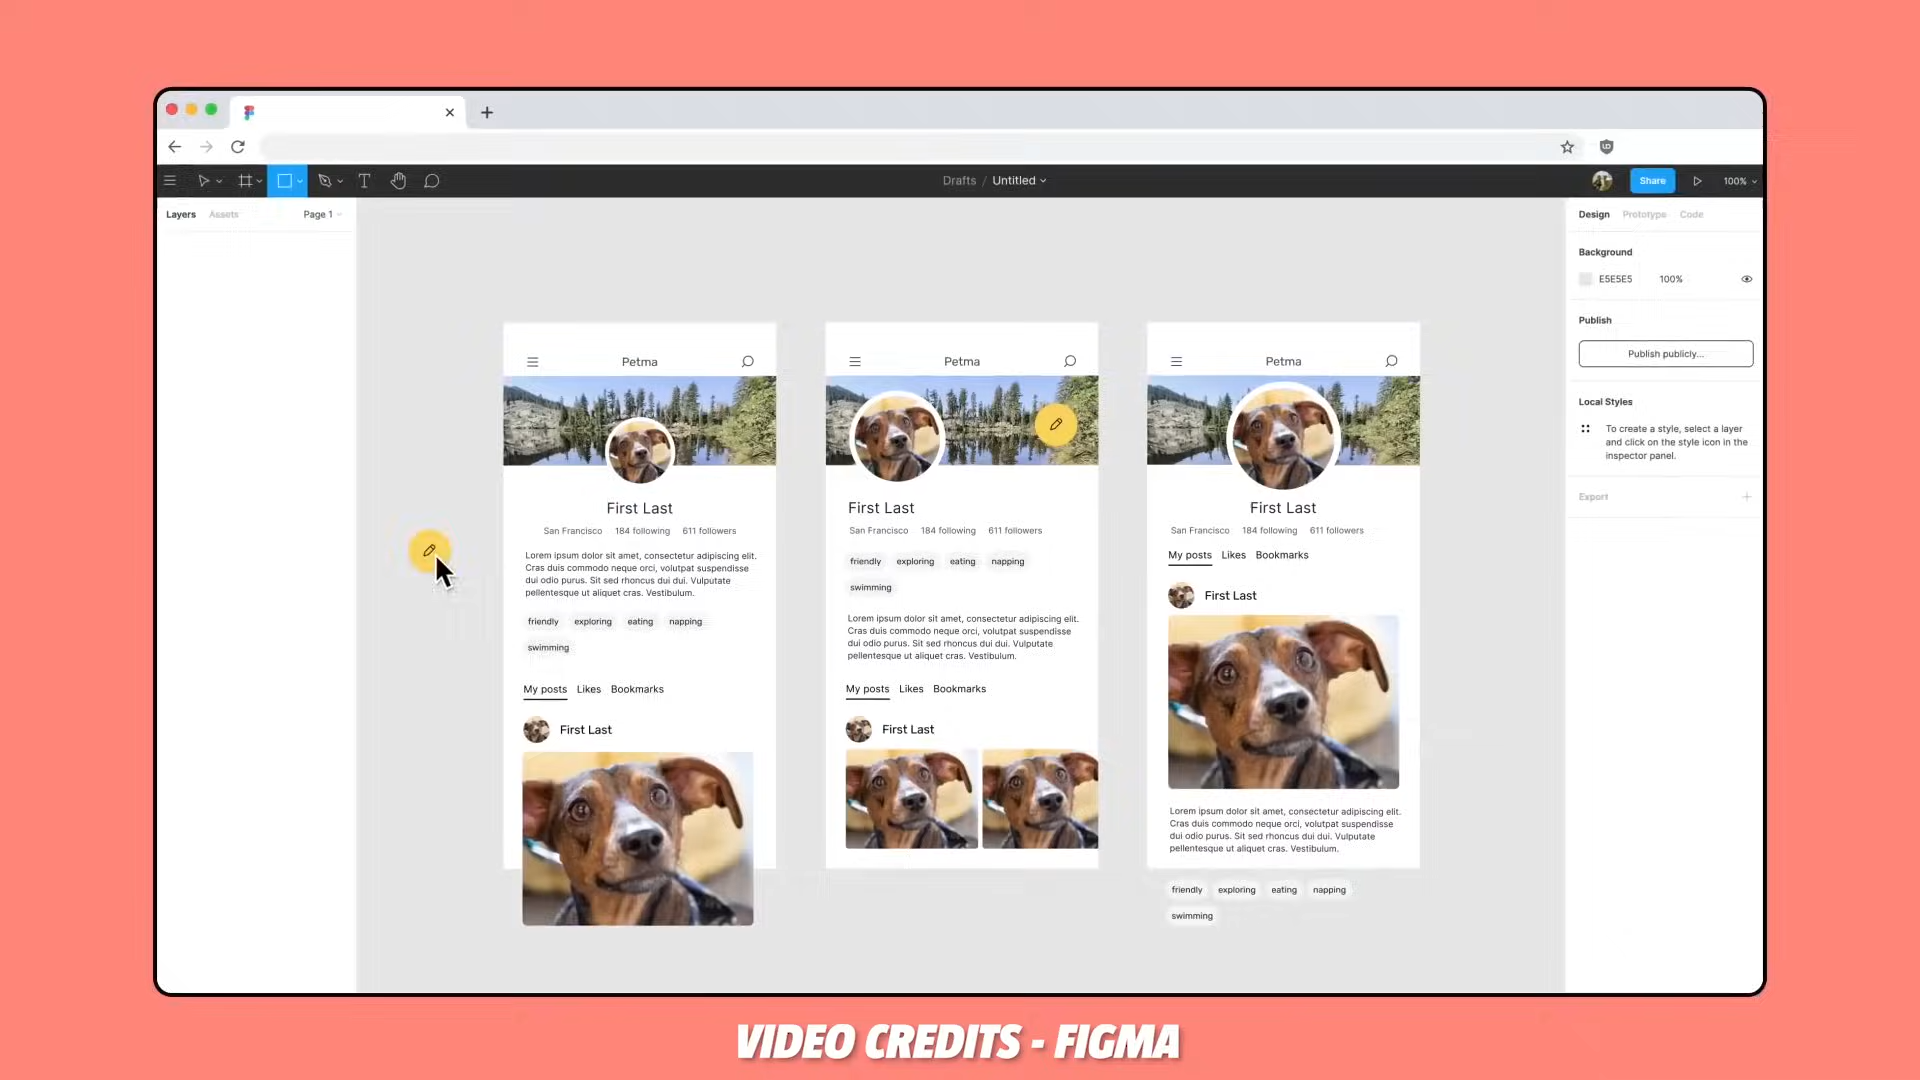 Drafts / Untitled
Share
100%
Layers
Assets
Page 1
Design
Prototype
Code
Background
E5E5E5
100%
Publish
Publish publicly...
Local Styles
To create a style, select a layer
and click on the style icon in the
inspector panel.
Export
Petma
First Last
San Francisco 184 following 611 followers
Lorem ipsum dolor sit amet, consectetur adipiscing elit.
Cras duis commodo neque orci, volutpat suspendisse
dui odio purus. Sit sed rhoncus dui dui. Vulputate
pellentesque ut aliquet cras. Vestibulum.
friendly exploring eating napping
swimming
My posts Likes Bookmarks
First Last
Petma
First Last
San Francisco 184 following 611 followers
friendly exploring eating napping
swimming
Lorem ipsum dolor sit amet, consectetur adipiscing elit.
Cras duis commodo neque orci, volutpat suspendisse
dui odio purus. Sit sed rhoncus dui dui. Vulputate
pellentesque ut aliquet cras. Vestibulum.
My posts Likes Bookmarks
First Last
Petma
First Last
San Francisco 184 following 611 followers
My posts Likes Bookmarks
First Last
Lorem ipsum dolor sit amet, consectetur adipiscing elit.
Cras duis commodo neque orci, volutpat suspendisse
dui odio purus. Sit sed rhoncus dui dui. Vulputate
pellentesque ut aliquet cras. Vestibulum.
friendly exploring eating napping
swimming
VIDEO CREDITS - FIGMA